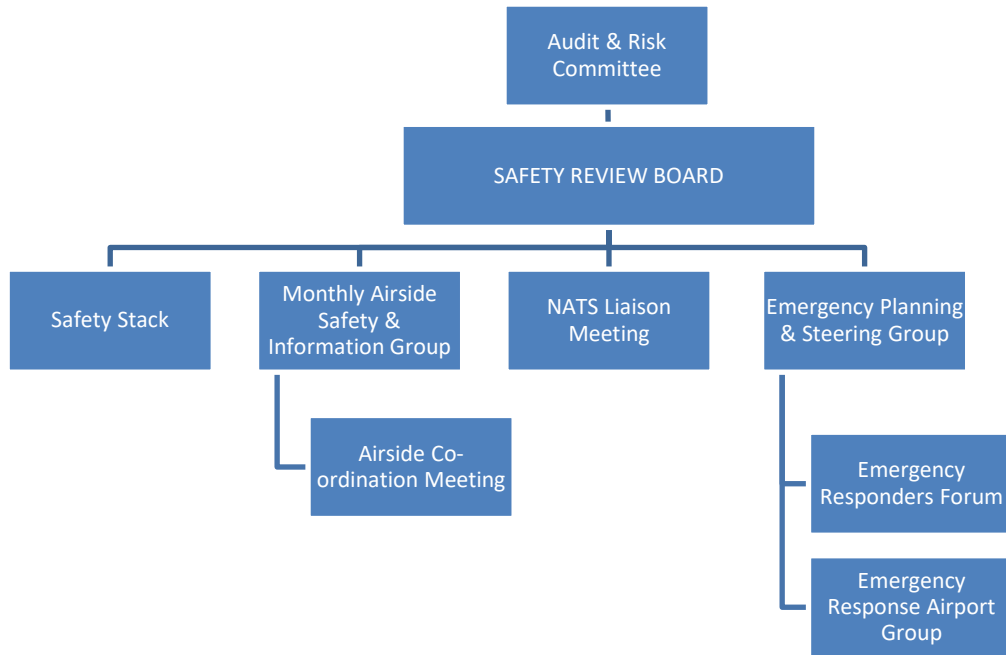 Audit & Risk
Committee
SAFETY REVIEW BOARD
Safety Stack
Monthly Airside
Safety &
Information Group
NATS Liaison
Meeting
Emergency Planning
& Steering Group
Airside Co-
ordination Meeting
Emergency
Responders Forum
Emergency
Response Airport
Group